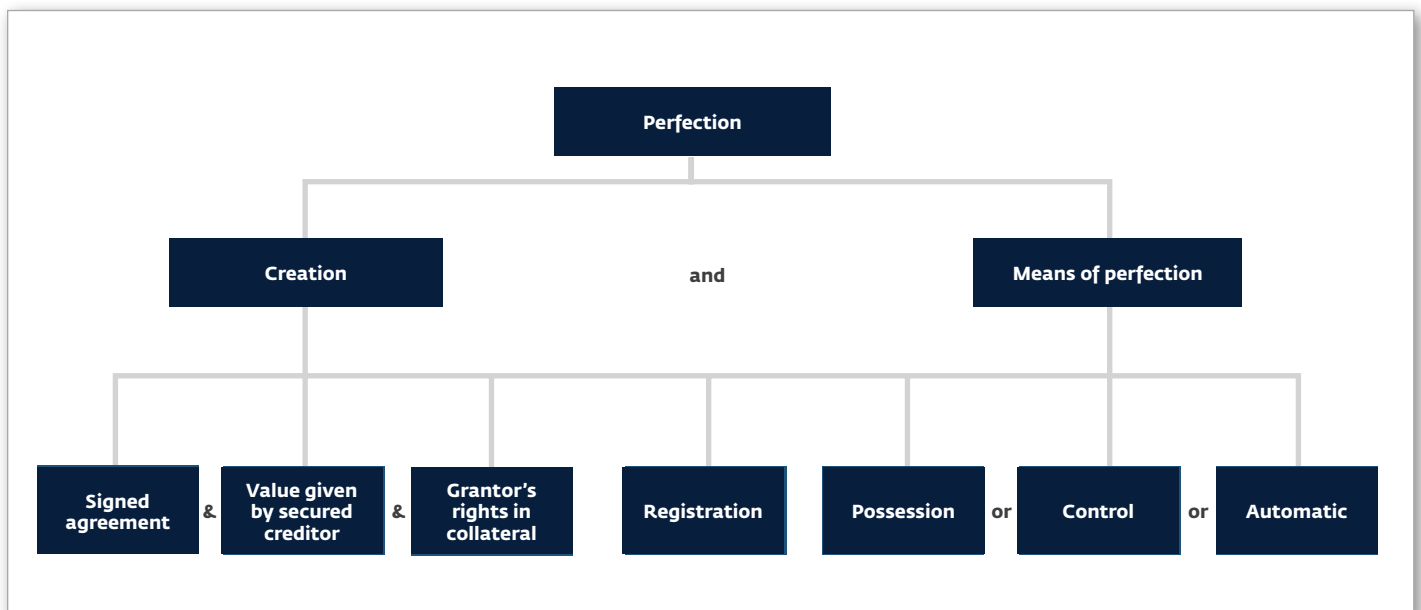 Perfection
Creation
and
Means of perfection
Signed
agreement
&
Value given
by secured
creditor
&
Grantor's
rights in
collateral
Registration
Possession
or
Control
or
Automatic